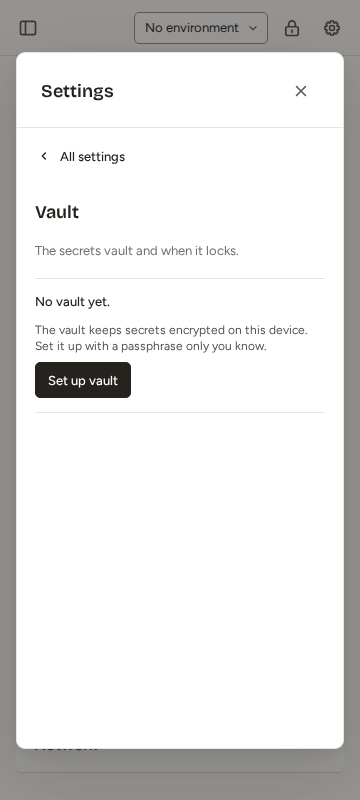 No environment
Settings
All settings
Vault
The secrets vault and when it locks.
No vault yet.
The vault keeps secrets encrypted on this device.
Set it up with a passphrase only you know.
Set up vault